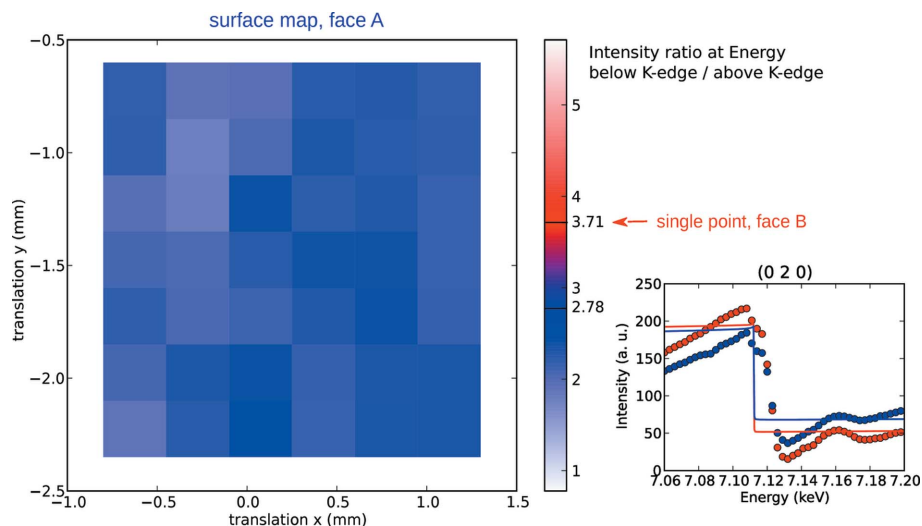 surface map, face A
−0.5
−1.0
−1.5
−2.0
−2.5
translation y (mm)
−1.0
−0.5
0.0
0.5
1.0
1.5
translation x (mm)
5
4
3.71
3
2.78
2
1
Intensity ratio at Energy
below K-edge / above K-edge
single point, face B
(0 2 0)
250
200
150
100
50
0
Intensity (a. u.)
7.06 7.08 7.10 7.12 7.14 7.16 7.18 7.20
Energy (keV)